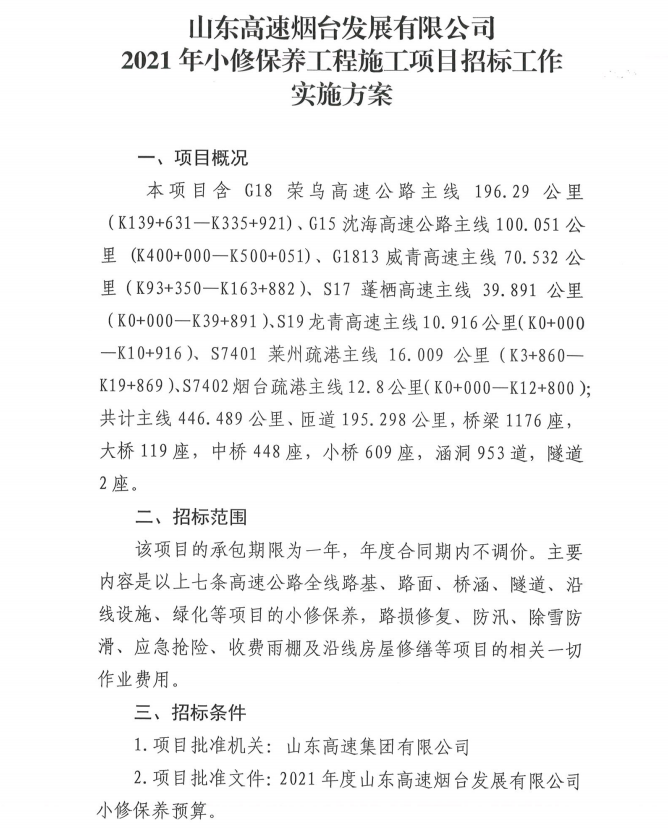 山东高速烟台发展有限公司
2021年小修保养工程施工项目招标工作
实施方案
一、项目概况
本项目含 G18 荣乌高速公路主线 196.29 公里
(K139+631—K335+921)、G15 沈海高速公路主线 100.051 公
里 (K400+000—K500+051)、G1813 威青高速主线 70.532 公
里 (K93+350—K163+882)、S17 蓬栖高速主线 39.891 公里
(K0+000—K39+891)、S19 龙青高速主线 10.916 公里(K0+000
—K10+916)、S7401 莱州疏港主线 16.009 公里 (K3+860—
K19+869)、S7402 烟台疏港主线 12.8 公里(K0+000—K12+800);
共计主线 446.489 公里、匝道 195.298 公里,桥梁 1176 座,
大桥 119 座,中桥 448 座,小桥 609 座,涵洞 953 道,隧道
2 座。
二、招标范围
该项目的承包期限为一年,年度合同期内不调价。主要
内容是以上七条高速公路全线路基、路面、桥涵、隧道、沿
线设施、绿化等项目的小修保养,路损修复、防汛、除雪防
滑、应急抢险、收费雨棚及沿线房屋修缮等项目的相关一切
作业费用。
三、招标条件
1.项目批准机关:山东高速集团有限公司
2.项目批准文件:2021 年度山东高速烟台发展有限公司
小修保养预算。